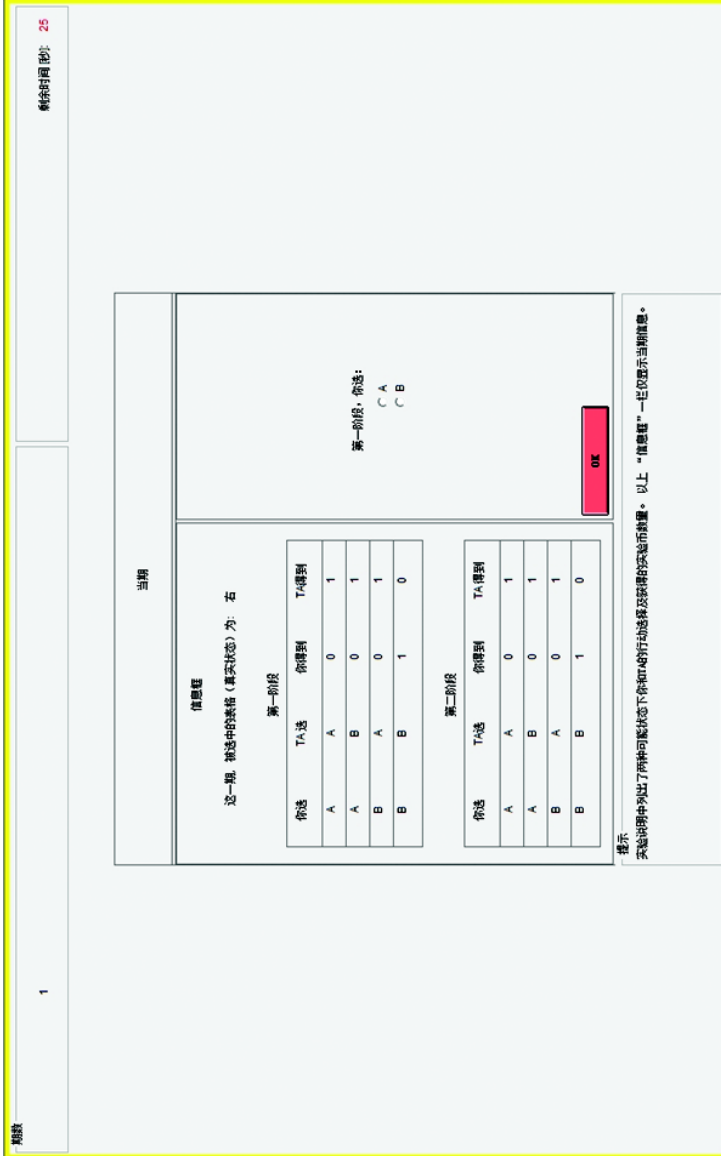 期数
1
剩余时间 [秒]: 25
当期
信息框
这一期, 被选中的表格（真实状态）为: 右
第一阶段
你选 TA选 你得到 TA得到
A A 0 1
A B 0 1
B A 0 1
B B 1 0
第二阶段
你选 TA选 你得到 TA得到
A A 0 1
A B 0 1
B A 0 1
B B 1 0
第一阶段，你选:
A
B
OK
提示
实验说明中列出了两种可能状态下你和TA的行动选择及获得的实验币数量。 以上 “信息框” 一栏仅显示当期信息。